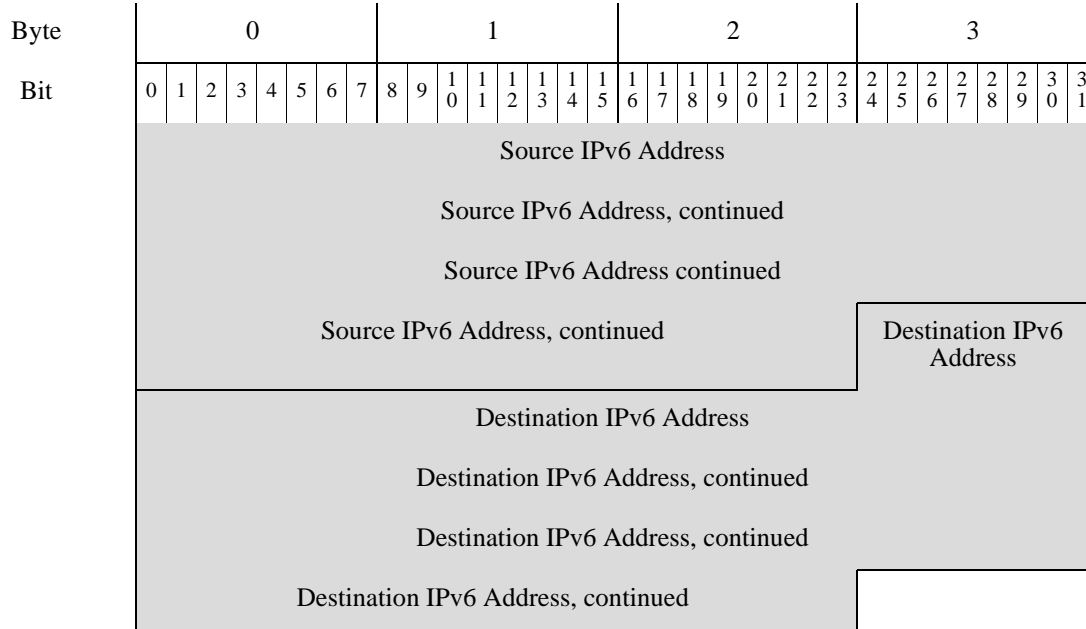 Byte 0 1 2 3
Bit 0 1 2 3 4 5 6 7 8 9 10 11 12 13 14 15 16 17 18 19 20 21 22 23 24 25 26 27 28 29 30 31
Source IPv6 Address
Source IPv6 Address, continued
Source IPv6 Address continued
Source IPv6 Address, continued
Destination IPv6
Address
Destination IPv6 Address
Destination IPv6 Address, continued
Destination IPv6 Address, continued
Destination IPv6 Address, continued